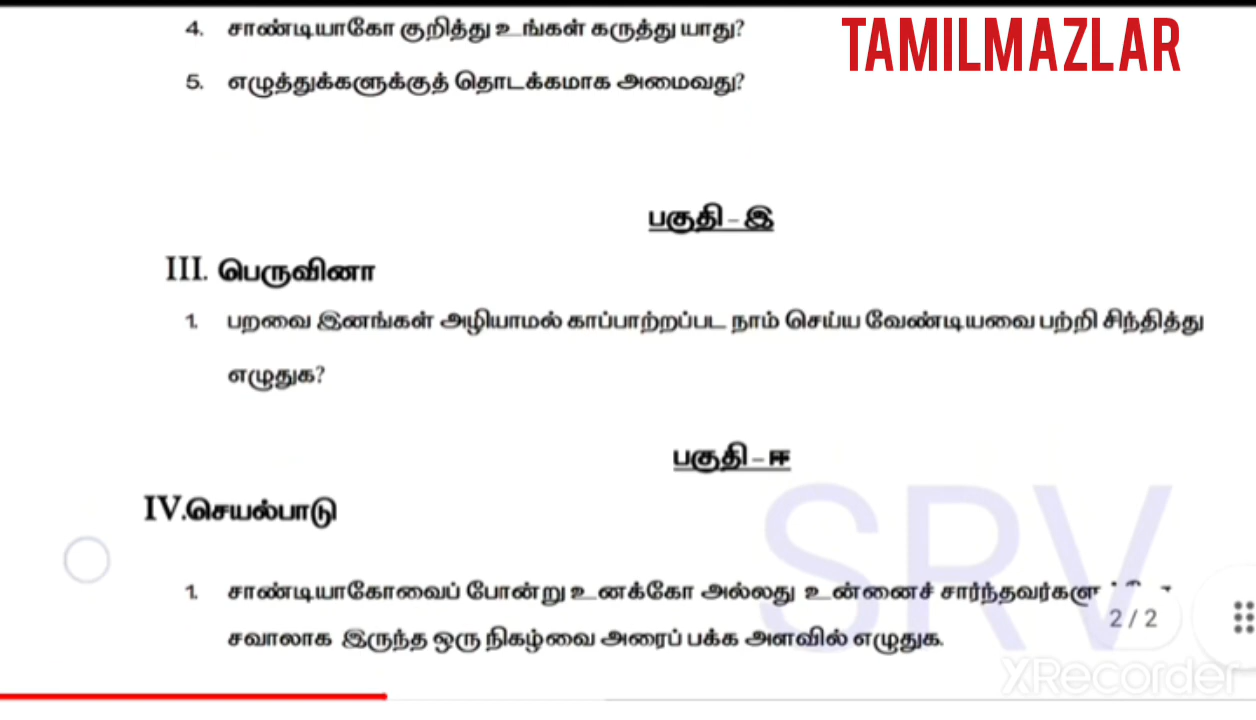 TAMILMAZLAR
4. சாண்டியாகோ குறித்து உங்கள் கருத்து யாது?
5. எழுத்துக்களுக்குத் தொடக்கமாக அமைவது?
பகுதி – இ
III. பெருவினா
1. பறவை இனங்கள் அழியாமல் காப்பாற்றப்பட நாம் செய்ய வேண்டியவை பற்றி சிந்தித்து
எழுதுக?
பகுதி – ஈ
IV.செயல்பாடு
SRV
1. சாண்டியாகோவைப் போன்று உனக்கோ அல்லது உன்னைச்
2 / 2
சவாலாக இருந்த ஒரு நிகழ்வை அரைப் பக்க அளவில் எழுதுக.
XRecorder